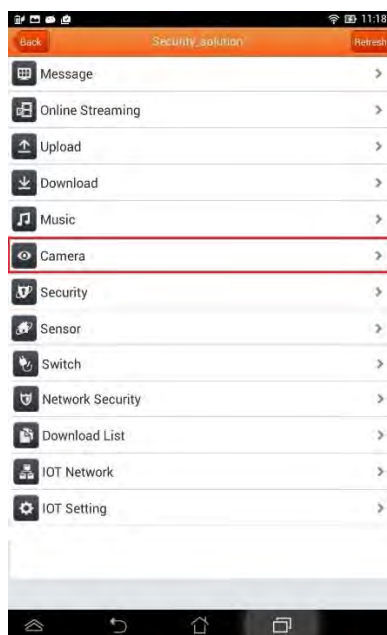 11:18
Back Security_solution Refresh
Message
Online Streaming
Upload
Download
Music
Camera
Security
Sensor
Switch
Network Security
Download List
IOT Network
IOT Setting